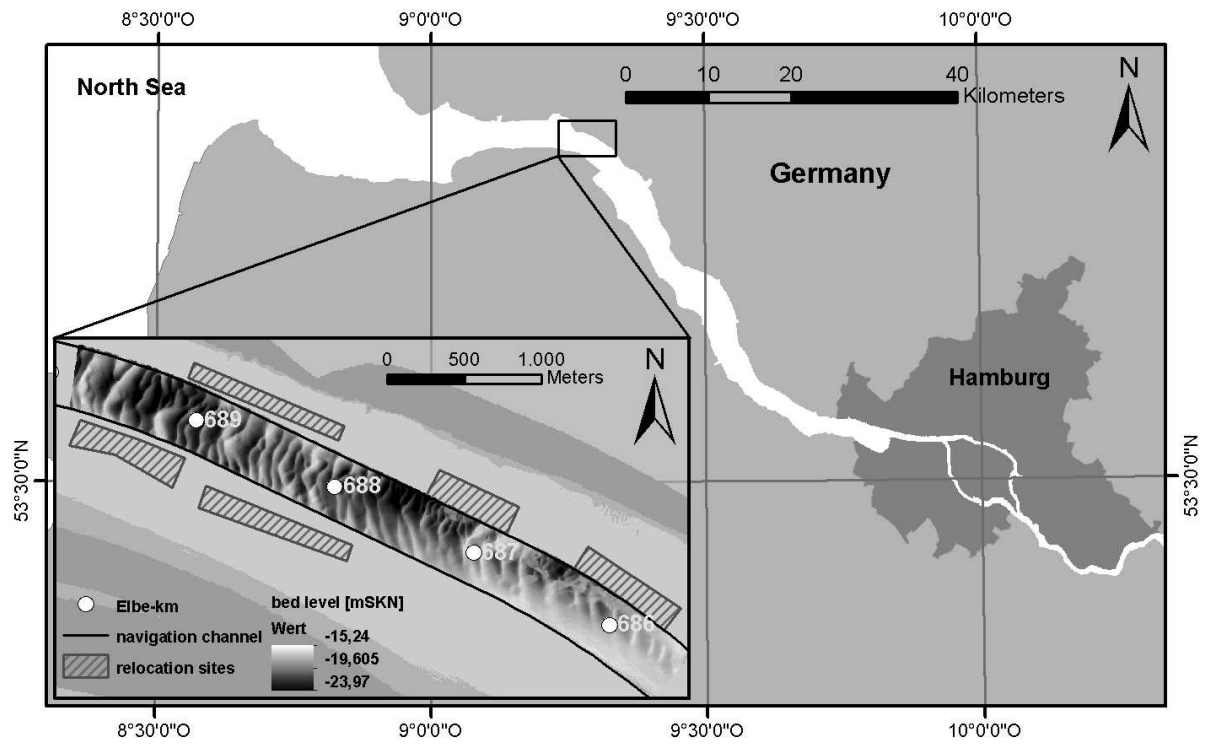 8°30'0"O 9°0'0"O 9°30'0"O 10°0'0"O
North Sea
0 10 20 40
Kilometers
N
Germany
Hamburg
53°30'0"N
53°30'0"N
0 500 1.000
Meters
N
689
688
687
686
Elbe-km
navigation channel
relocation sites
bed level [mSKN]
Wert
-15,24
-19,605
-23,97
8°30'0"O 9°0'0"O 9°30'0"O 10°0'0"O